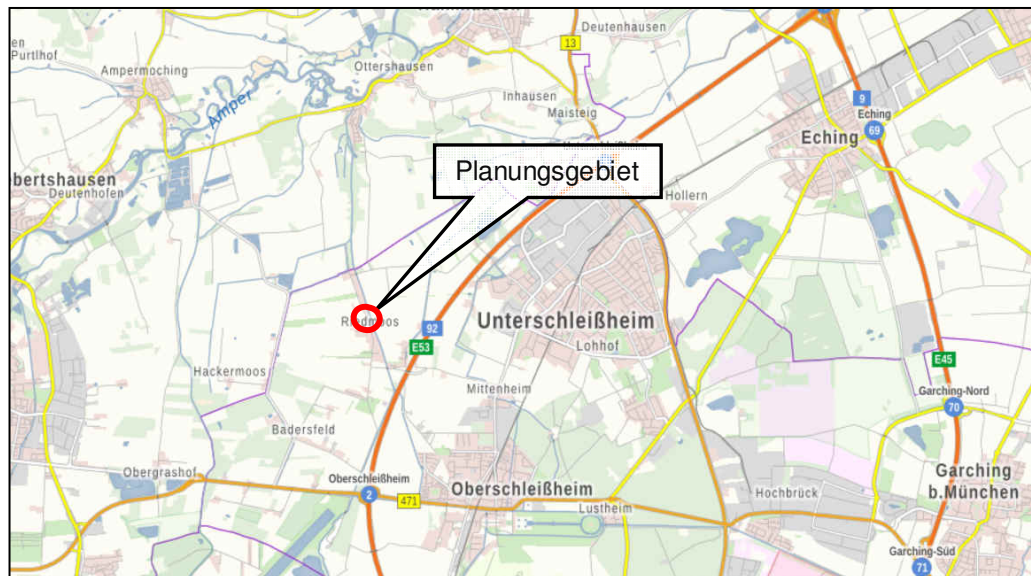 Deutenhausen
13
Purtlhof
Ampermoching
Ottershausen
Amper
Inhausen
Maisteig
9
Eching
69
Eching
Planungsgebiet
Hollern
Deutenhofen
Unterschleißheim
92
E53
Lohhof
E45
Hackermoos
Mittenheim
Garching-Nord
70
Badersfeld
Obergrashof
Oberschleißheim
2
471
Oberschleißheim
Lustheim
Hochbrück
Garching
b.München
Garching-Süd
71